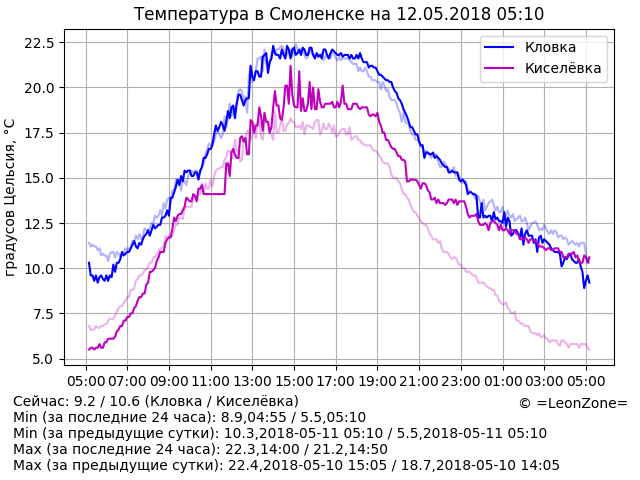 Температура в Смоленске на 12.05.2018 05:10
22.5
20.0
17.5
15.0
12.5
10.0
7.5
5.0
градусов Цельсия, °C
Кловка
Киселёвка
05:00 07:00 09:00 11:00 13:00 15:00 17:00 19:00 21:00 23:00 01:00 03:00 05:00
© =LeonZone=
Сейчас: 9.2 / 10.6 (Кловка / Киселёвка)
Min (за последние 24 часа): 8.9,04:55 / 5.5,05:10
Min (за предыдущие сутки): 10.3,2018-05-11 05:10 / 5.5,2018-05-11 05:10
Max (за последние 24 часа): 22.3,14:00 / 21.2,14:50
Max (за предыдущие сутки): 22.4,2018-05-10 15:05 / 18.7,2018-05-10 14:05